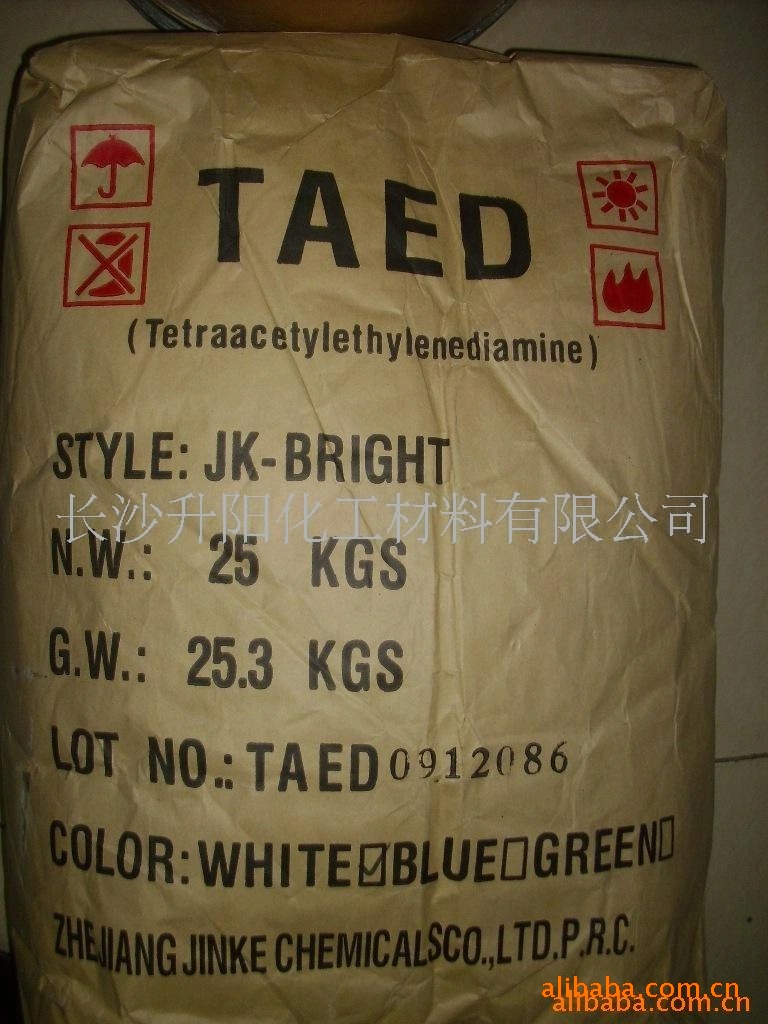 TAED
(Tetraacetylethylenediamine)
STYLE: JK-BRIGHT
长沙升阳化工材料有限公司
N.W.: 25 KGS
G.W.: 25.3 KGS
LOT NO.: TAED0912086
COLOR: WHITE☑BLUE□GREEN□
ZHEJIANG JINKE CHEMICALSCO.,LTD.P.R.C.
alibaba.com.cn
alibaba.com.cn